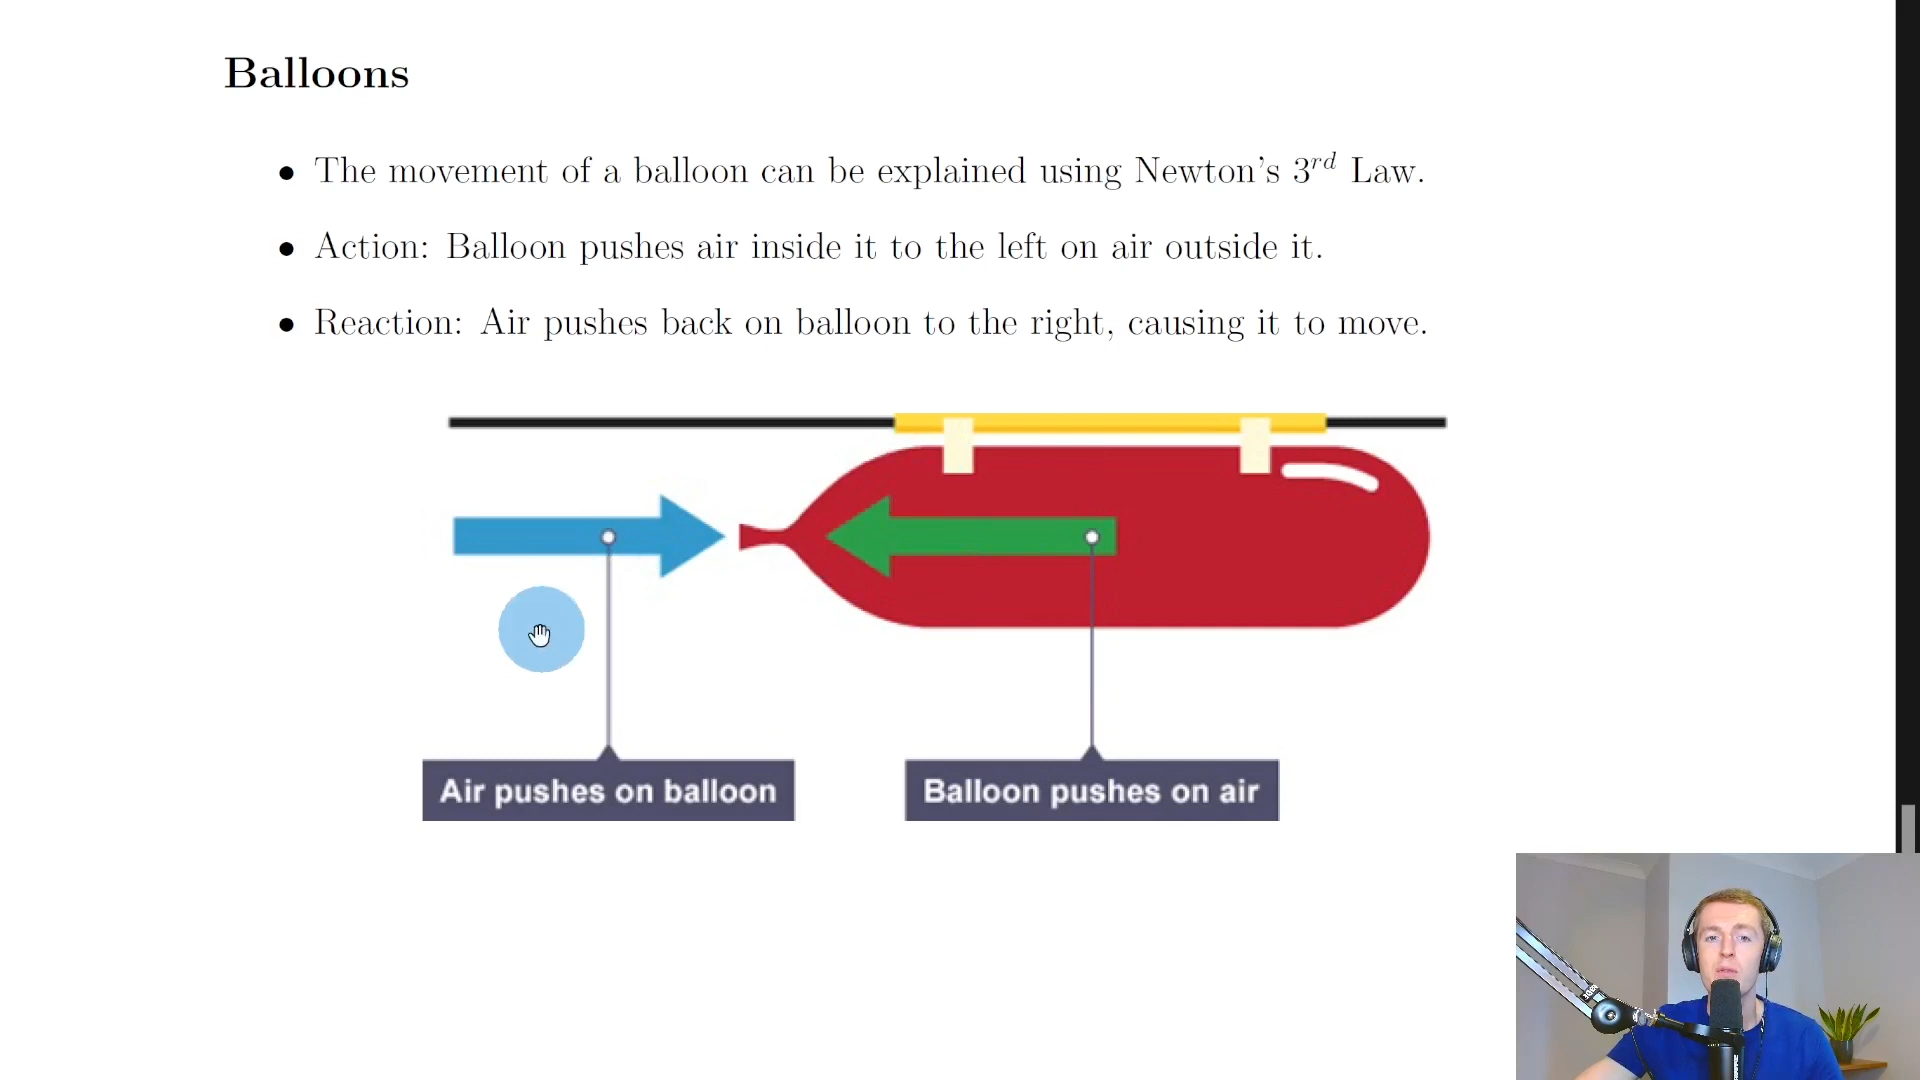 Balloons
• The movement of a balloon can be explained using Newton's 3rd Law.
• Action: Balloon pushes air inside it to the left on air outside it.
• Reaction: Air pushes back on balloon to the right, causing it to move.
Air pushes on balloon
Balloon pushes on air